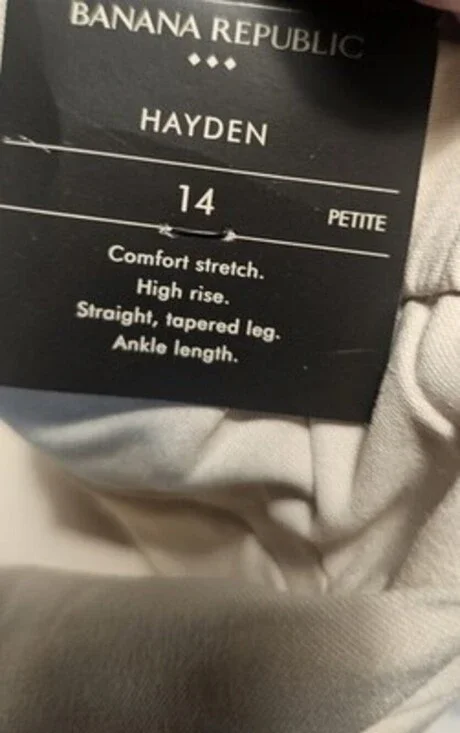 BANANA REPUBLIC
HAYDEN
14
PETITE
Comfort stretch.
High rise.
Straight, tapered leg.
Ankle length.